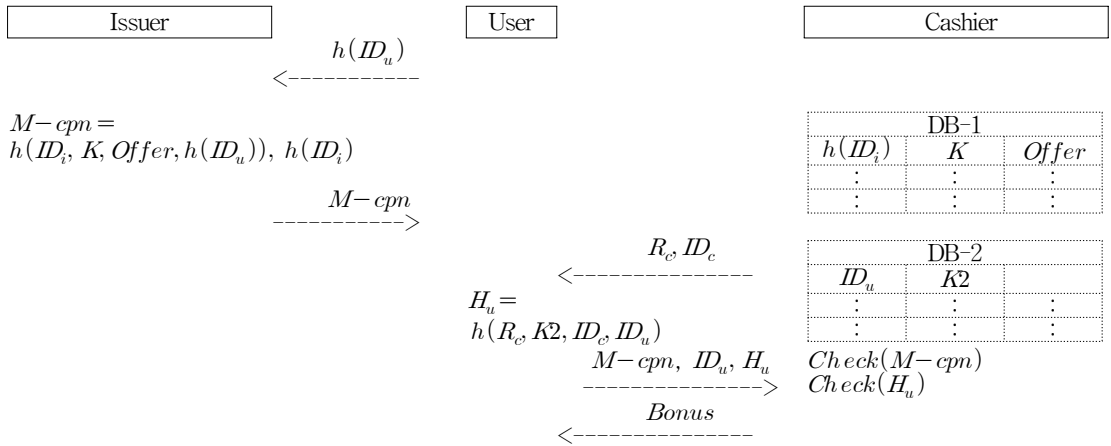 Issuer User Cashier
h(ID_u)
<-----------
M-cpn=
h(ID_i, K, Offer, h(ID_u)), h(ID_i)
DB-1
h(ID_i) K Offer
: : :
: : :
M-cpn
----------->
R_c, ID_c
<---------------
DB-2
ID_u K2
: : :
: : :
H_u=
h(R_c, K2, ID_c, ID_u)
M-cpn, ID_u, H_u
--------------->
Check(M-cpn)
Check(H_u)
Bonus
<---------------